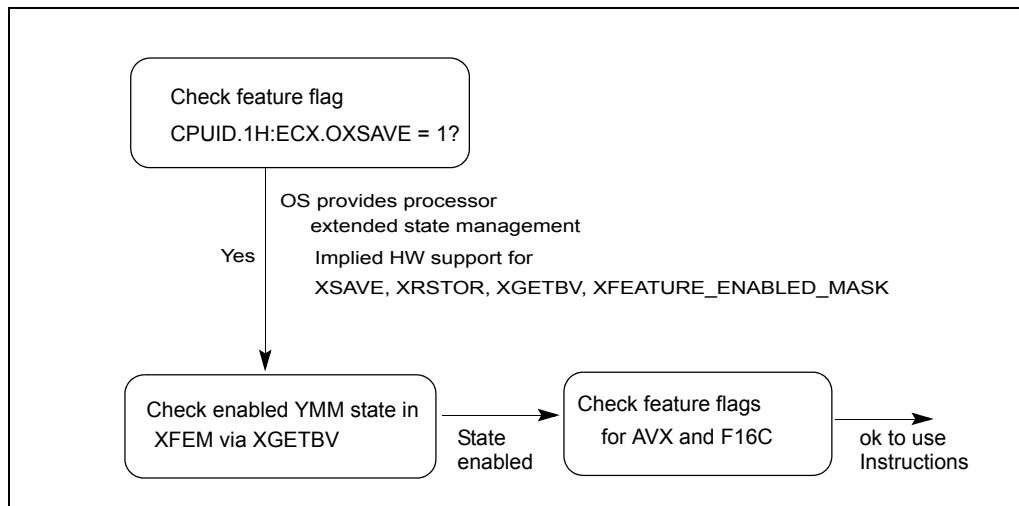 Check feature flag
CPUID.1H:ECX.OXSAVE = 1?
OS provides processor
extended state management
Yes
Implied HW support for
XSAVE, XRSTOR, XGETBV, XFEATURE_ENABLED_MASK
Check enabled YMM state in
XFEM via XGETBV
State
enabled
Check feature flags
for AVX and F16C
ok to use
Instructions